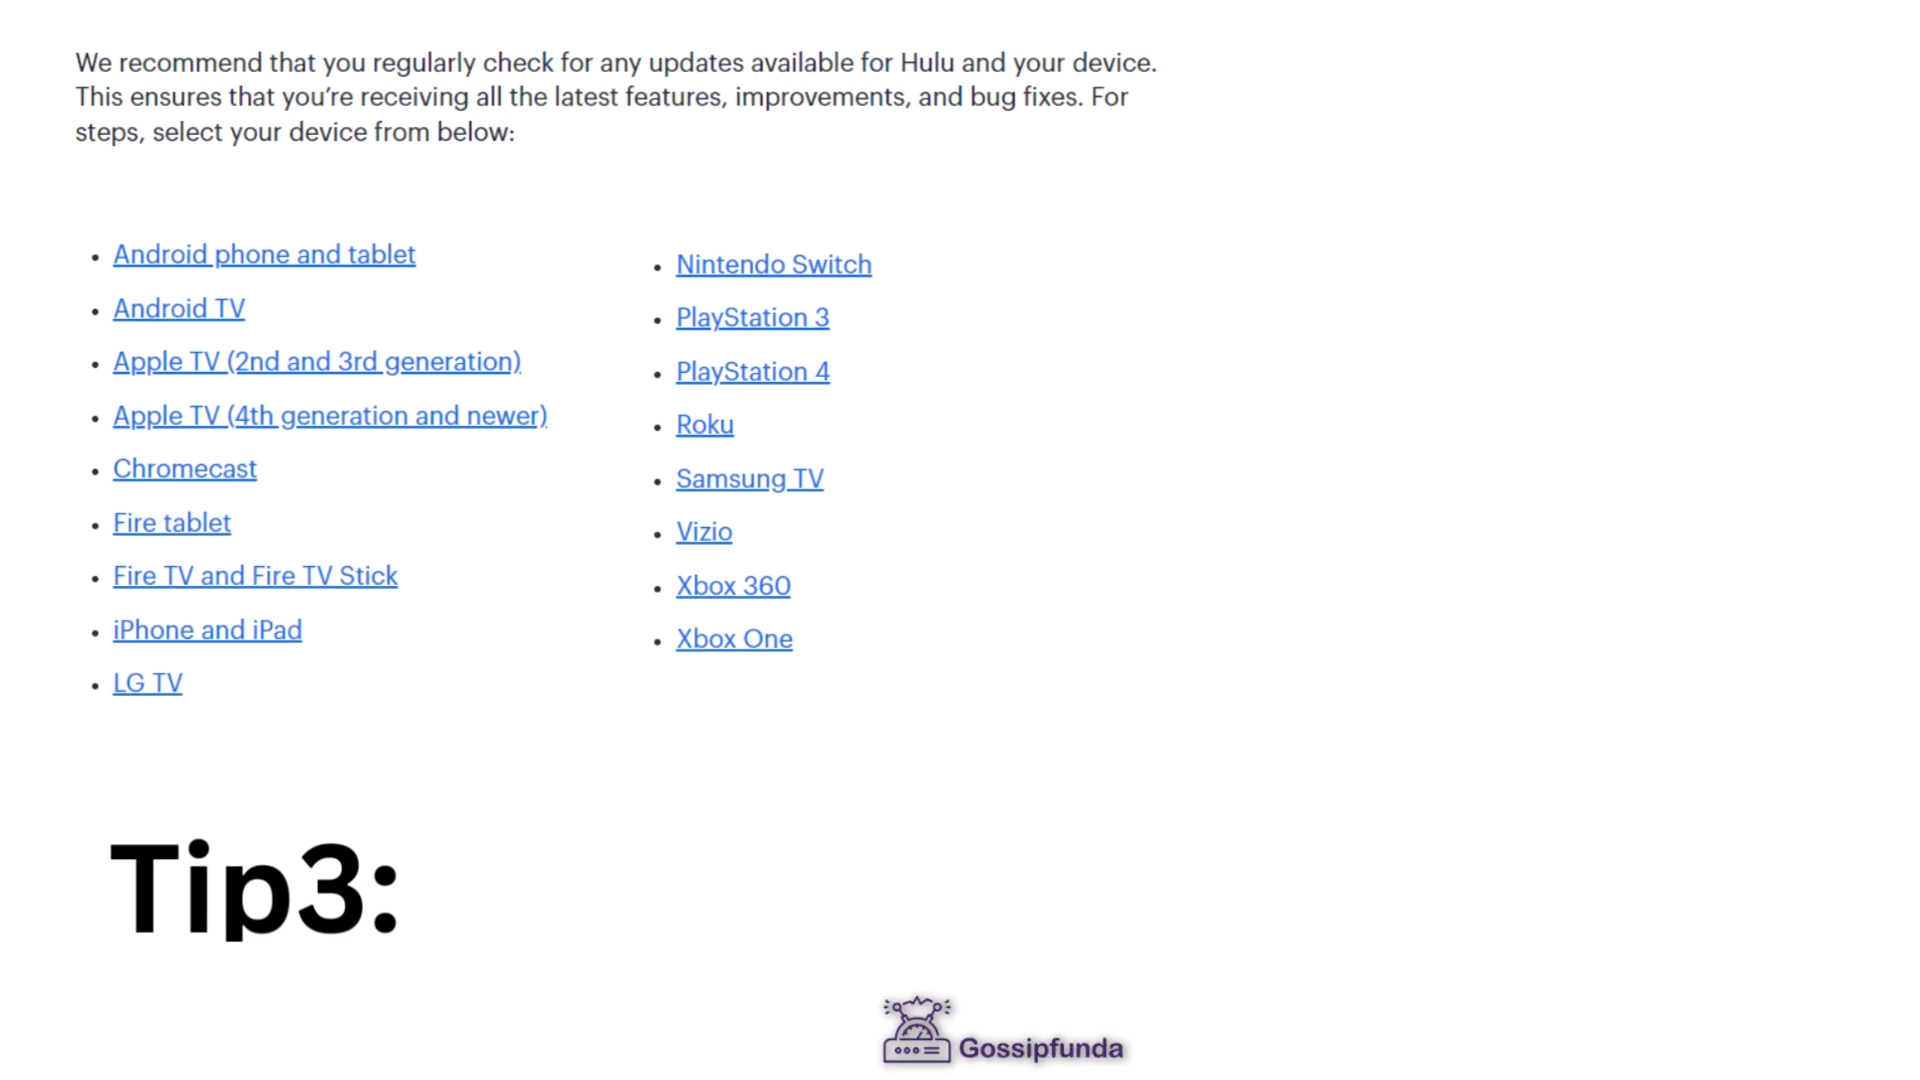 We recommend that you regularly check for any updates available for Hulu and your device.
This ensures that you’re receiving all the latest features, improvements, and bug fixes. For
steps, select your device from below:
• Android phone and tablet
• Android TV
• Apple TV (2nd and 3rd generation)
• Apple TV (4th generation and newer)
• Chromecast
• Fire tablet
• Fire TV and Fire TV Stick
• iPhone and iPad
• LG TV
• Nintendo Switch
• PlayStation 3
• PlayStation 4
• Roku
• Samsung TV
• Vizio
• Xbox 360
• Xbox One
Tip3:
Gossipfunda